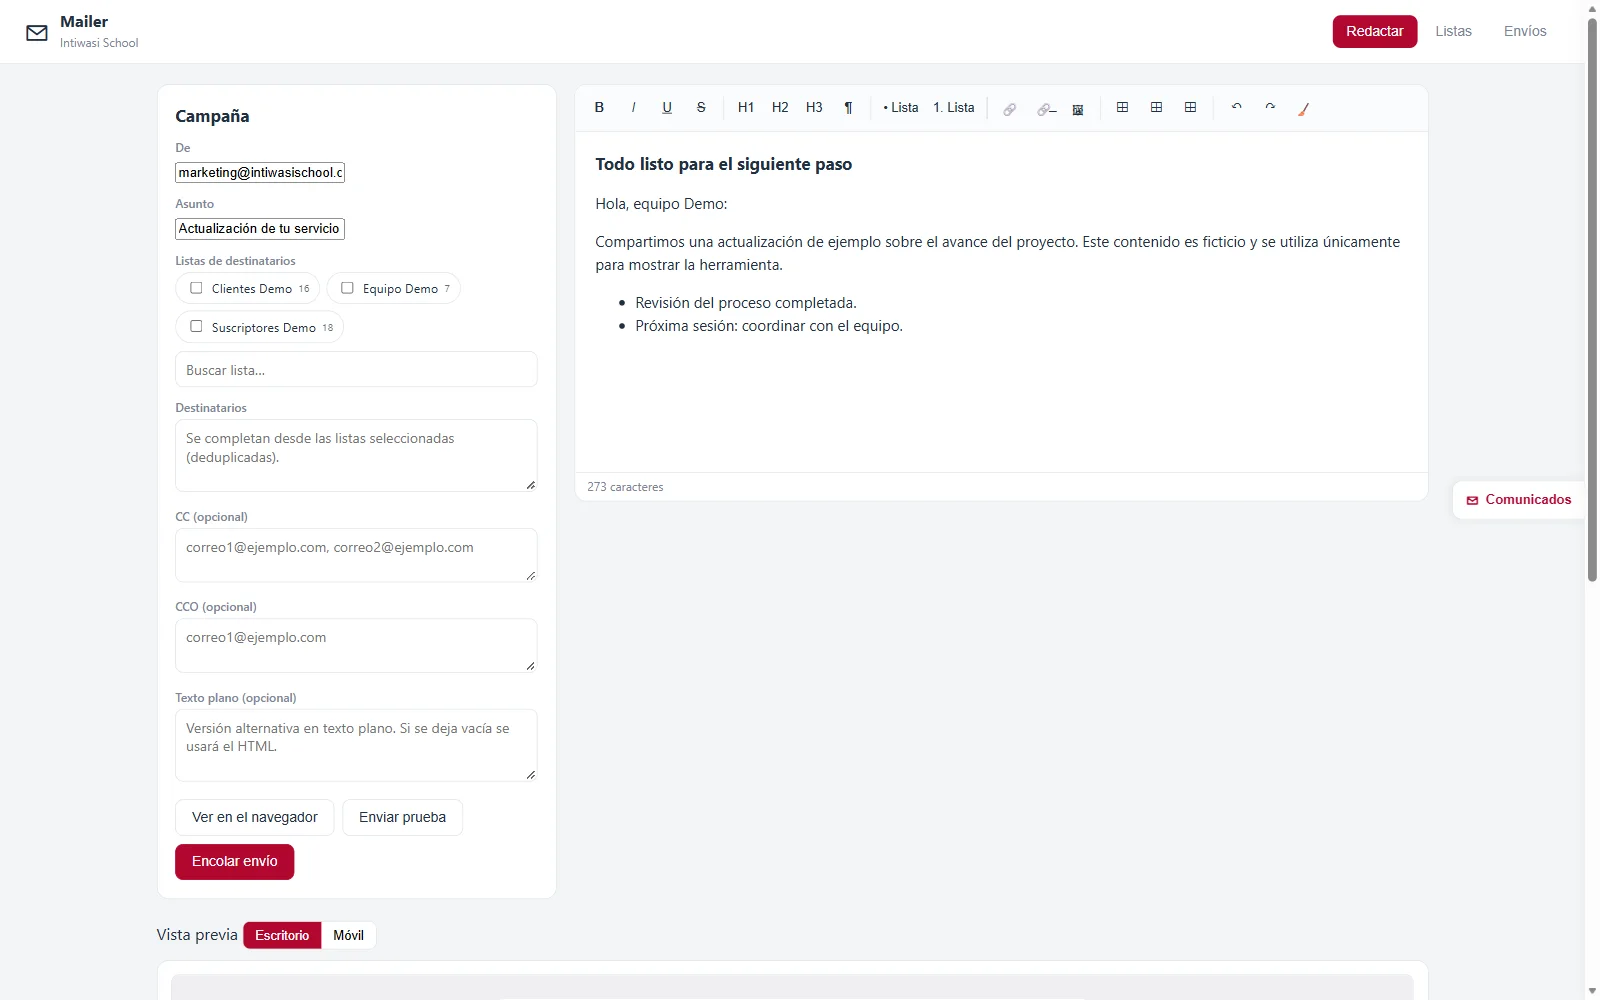 Mailer
Intiwasi School
Redactar
Listas
Envíos
Campaña
De
marketing@intiwasischool.c
Asunto
Actualización de tu servicio
Listas de destinatarios
Clientes Demo 16
Equipo Demo 7
Suscriptores Demo 18
Buscar lista...
Destinatarios
Se completan desde las listas seleccionadas
(deduplicadas).
CC (opcional)
correo1@ejemplo.com, correo2@ejemplo.com
CCO (opcional)
correo1@ejemplo.com
Texto plano (opcional)
Versión alternativa en texto plano. Si se deja vacía se
usará el HTML.
Ver en el navegador
Enviar prueba
Encolar envío
B I U S H1 H2 H3 ¶ • Lista 1. Lista
Todo listo para el siguiente paso
Hola, equipo Demo:
Compartimos una actualización de ejemplo sobre el avance del proyecto. Este contenido es ficticio y se utiliza únicamente
para mostrar la herramienta.
• Revisión del proceso completada.
• Próxima sesión: coordinar con el equipo.
273 caracteres
Comunicados
Vista previa
Escritorio
Móvil